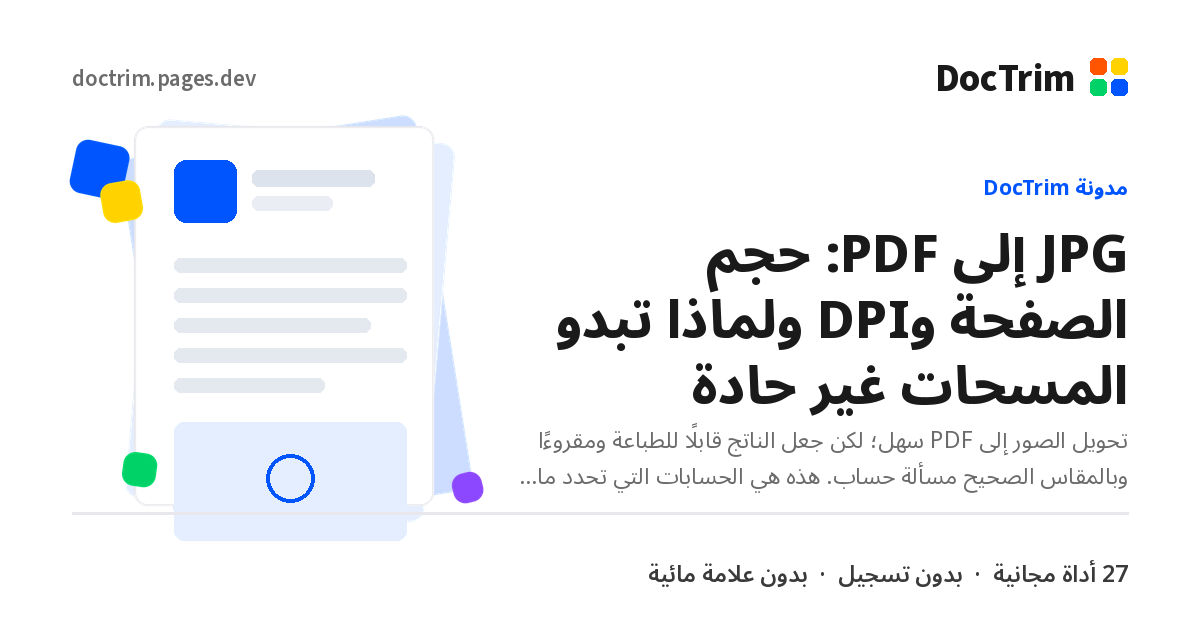 DocTrim
doctrim.pages.dev
مدونة DocTrim
JPG إلى PDF: حجم
الصفحة وDPI ولماذا تبدو
المسحات غير حادة
تحويل الصور إلى PDF سهل؛ لكن جعل الناتج قابلًا للطباعة ومقروءًا
وبالمقاس الصحيح مسألة حساب. هذه هي الحسابات التي تحدد ما...
27 أداة مجانية · بدون تسجيل · بدون علامة مائية